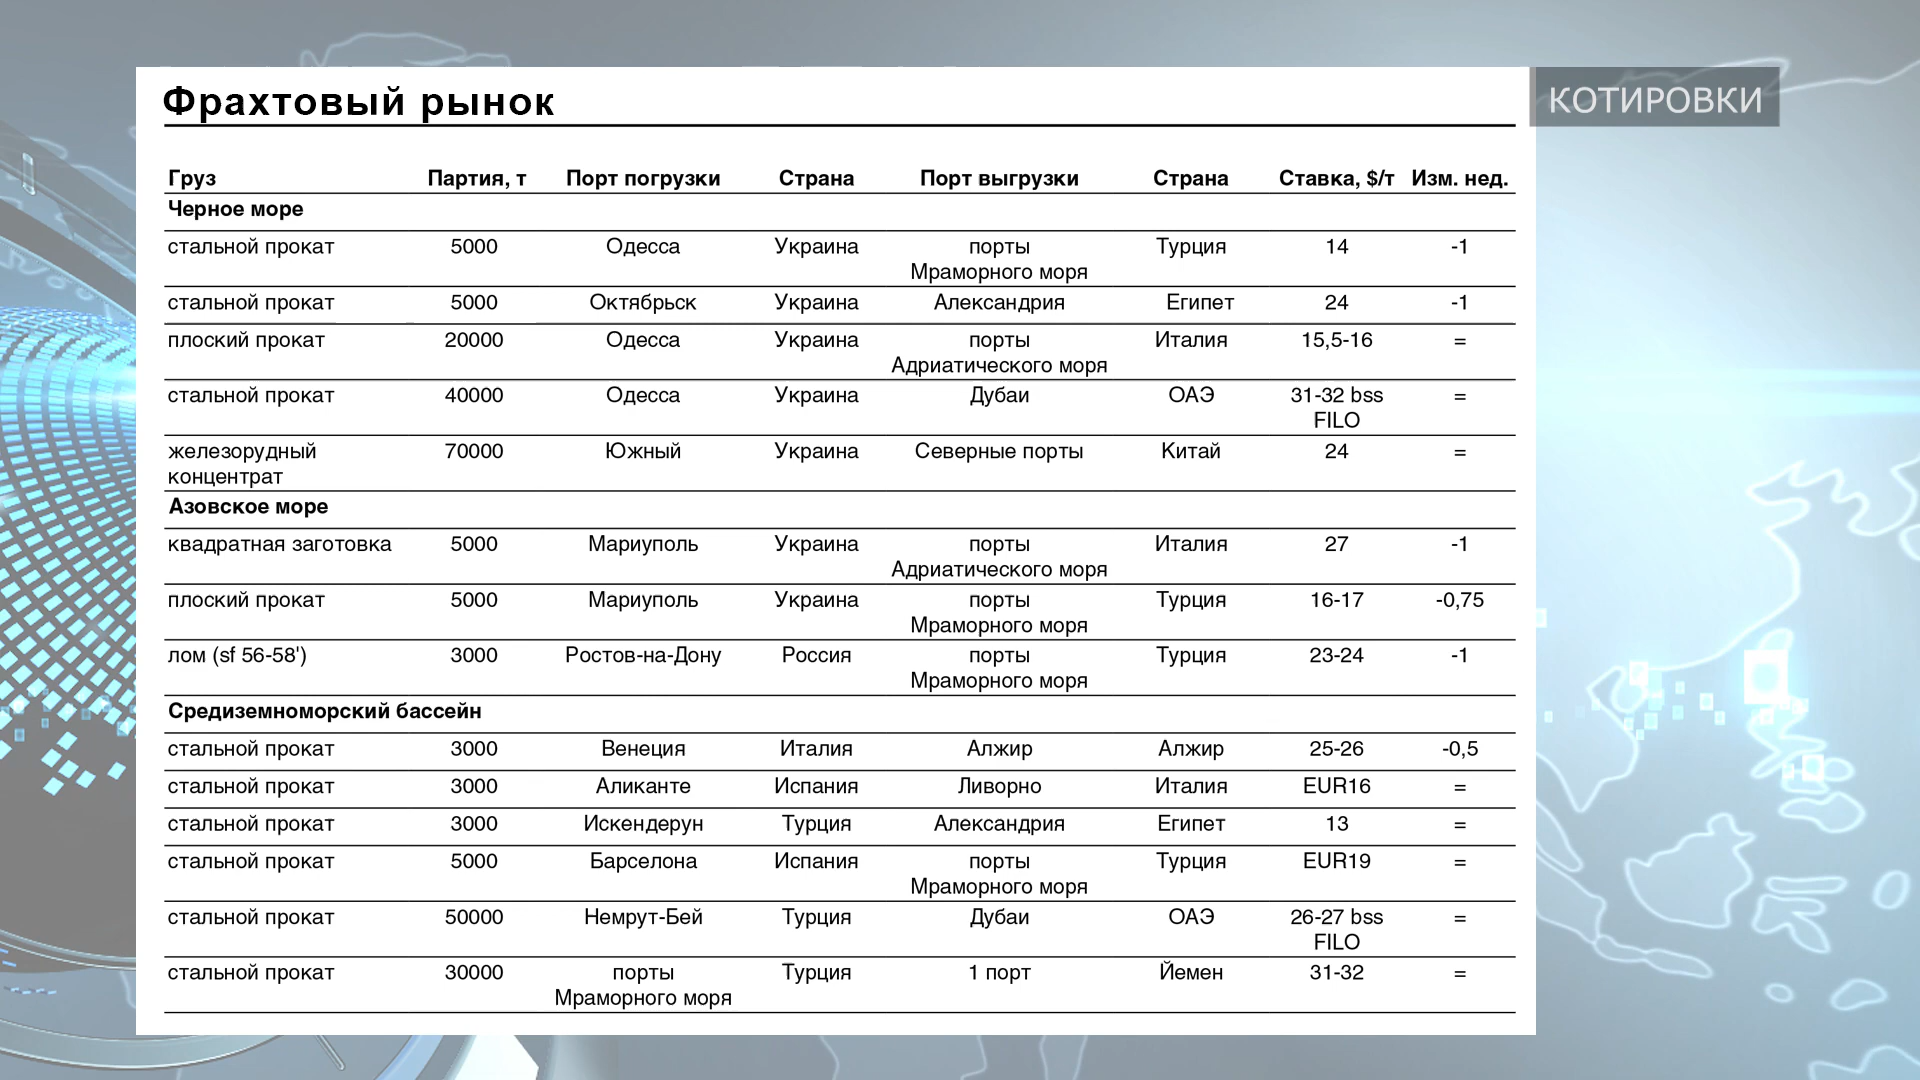 Фрахтовый рынок
КОТИРОВКИ
Груз Партия, т Порт погрузки Страна Порт выгрузки Страна Ставка, $/т Изм. нед.
Черное море
стальной прокат 5000 Одесса Украина порты Турция 14 -1
Мраморного моря
стальной прокат 5000 Октябрьск Украина Александрия Египет 24 -1
плоский прокат 20000 Одесса Украина порты Италия 15,5-16 =
Адриатического моря
стальной прокат 40000 Одесса Украина Дубаи ОАЭ 31-32 bss =
FILO
железорудный 70000 Южный Украина Северные порты Китай 24 =
концентрат
Азовское море
квадратная заготовка 5000 Мариуполь Украина порты Италия 27 -1
Адриатического моря
плоский прокат 5000 Мариуполь Украина порты Турция 16-17 -0,75
Мраморного моря
лом (sf 56-58') 3000 Ростов-на-Дону Россия порты Турция 23-24 -1
Мраморного моря
Средиземноморский бассейн
стальной прокат 3000 Венеция Италия Алжир Алжир 25-26 -0,5
стальной прокат 3000 Аликанте Испания Ливорно Италия EUR16 =
стальной прокат 3000 Искендерун Турция Александрия Египет 13 =
стальной прокат 5000 Барселона Испания порты Турция EUR19 =
Мраморного моря
стальной прокат 50000 Немрут-Бей Турция Дубаи ОАЭ 26-27 bss =
FILO
стальной прокат 30000 порты Турция 1 порт Йемен 31-32 =
Мраморного моря